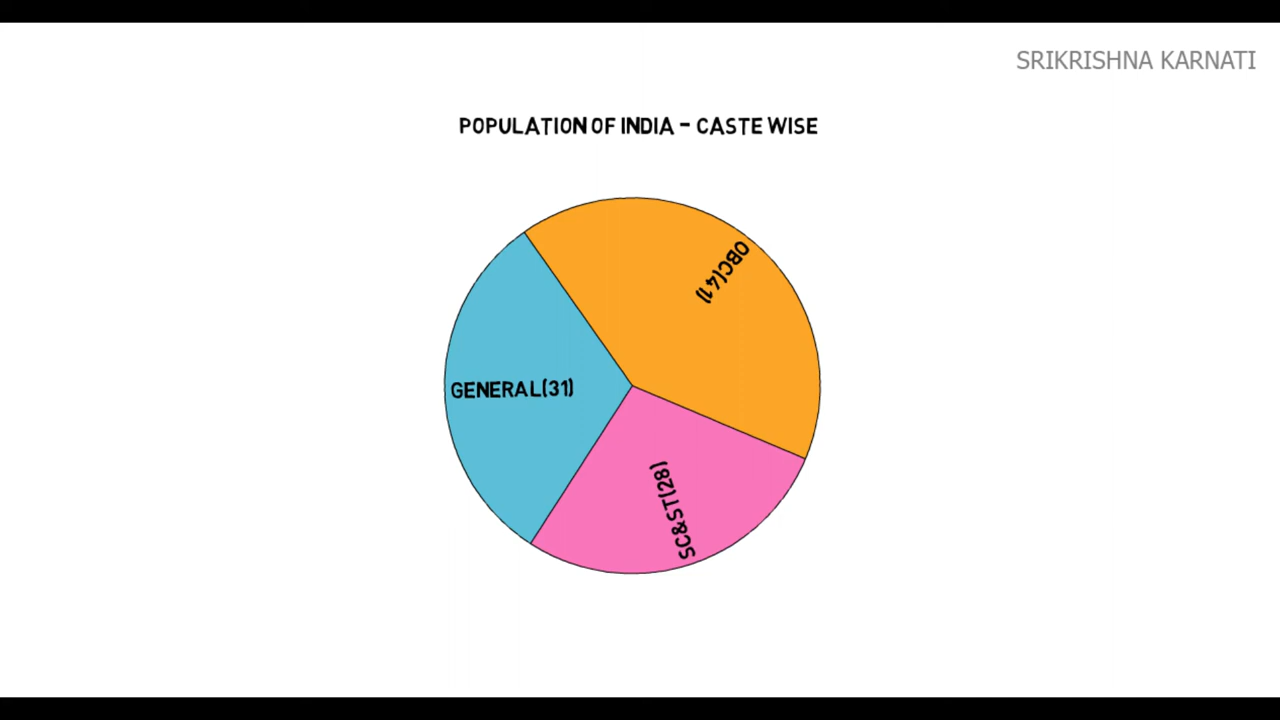 SRIKRISHNA KARNATI
POPULATION OF INDIA - CASTE WISE
OBC(41)
GENERAL(31)
SC&ST(28)